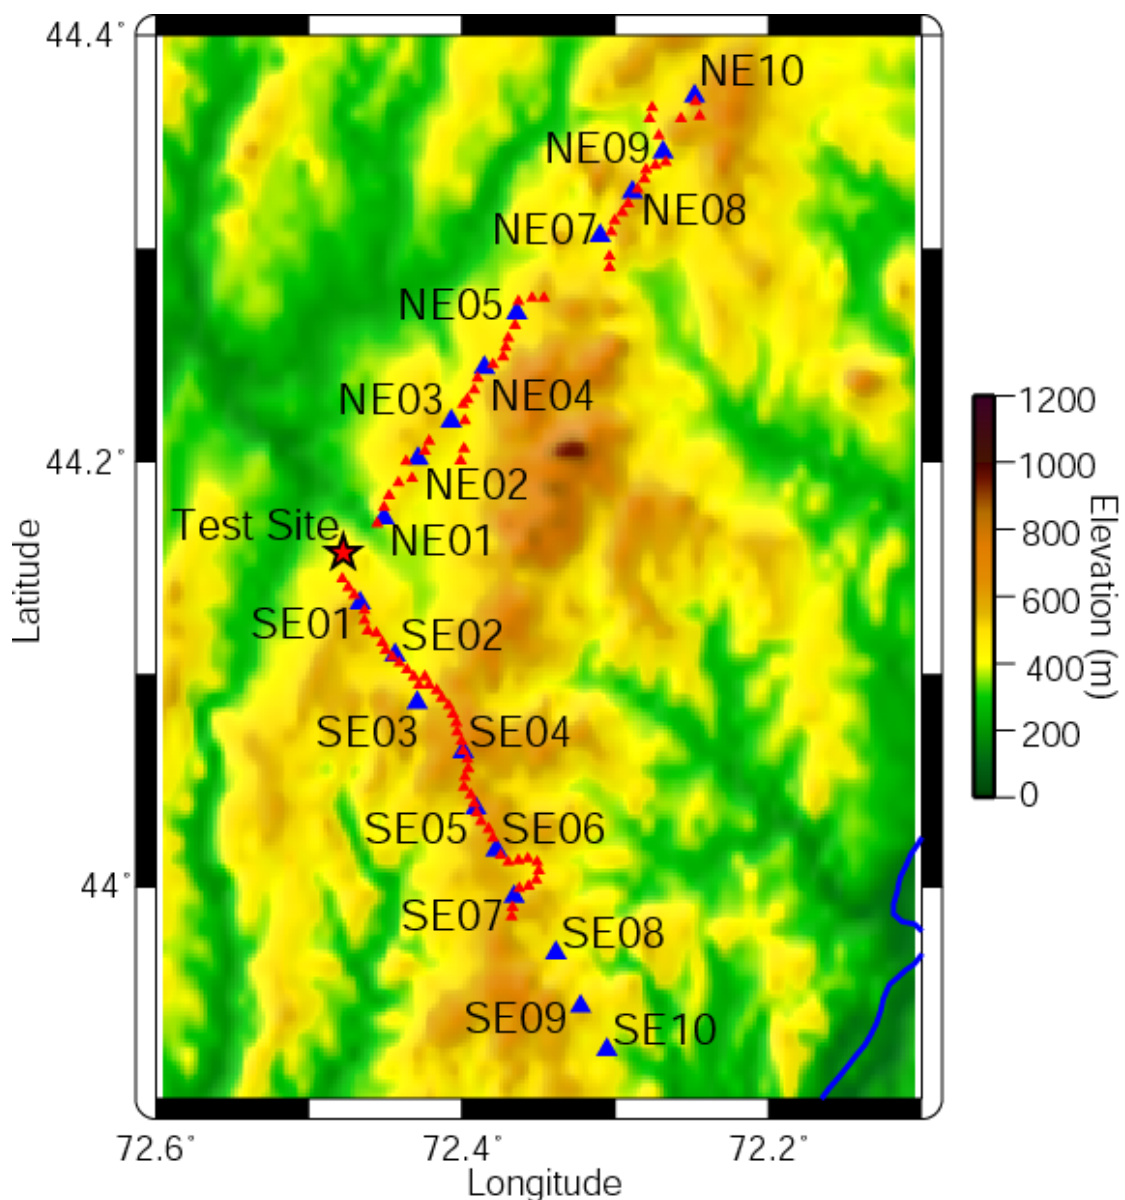 44.4°
NE10
NE09
NE08
NE07
NE05
NE03
NE04
44.2°
NE02
Test Site
NE01
SE01
SE02
SE03
SE04
SE05
SE06
44°
SE07
SE08
SE09
SE10
72.6°
72.4°
72.2°
Longitude
Latitude
1200
1000
800
600
400
200
0
Elevation (m)